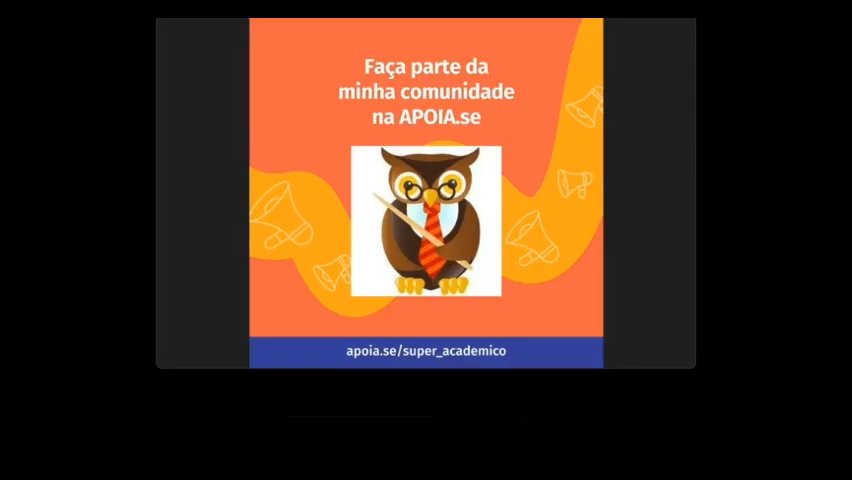 Faça parte da
minha comunidade
na APOIA.se
apoia.se/super_academico